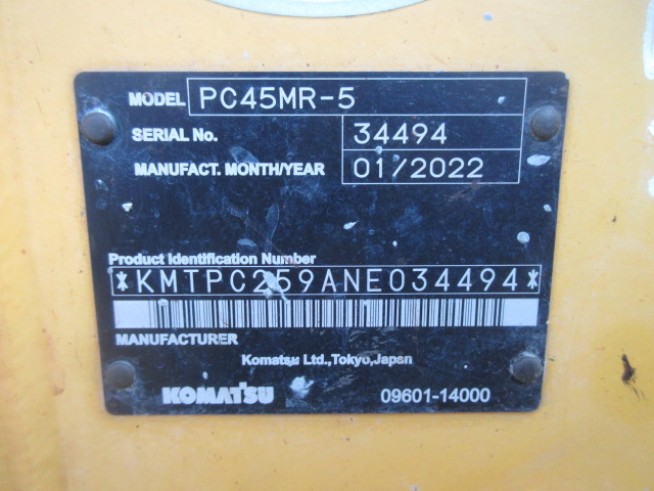 MODEL PC45MR-5
SERIAL No. 34494
MANUFACT. MONTH/YEAR 01/2022
Product Identification Number
*KMTPC259ANE034494*
MANUFACTURER
Komatsu Ltd.,Tokyo,Japan
KOMATSU 09601-14000